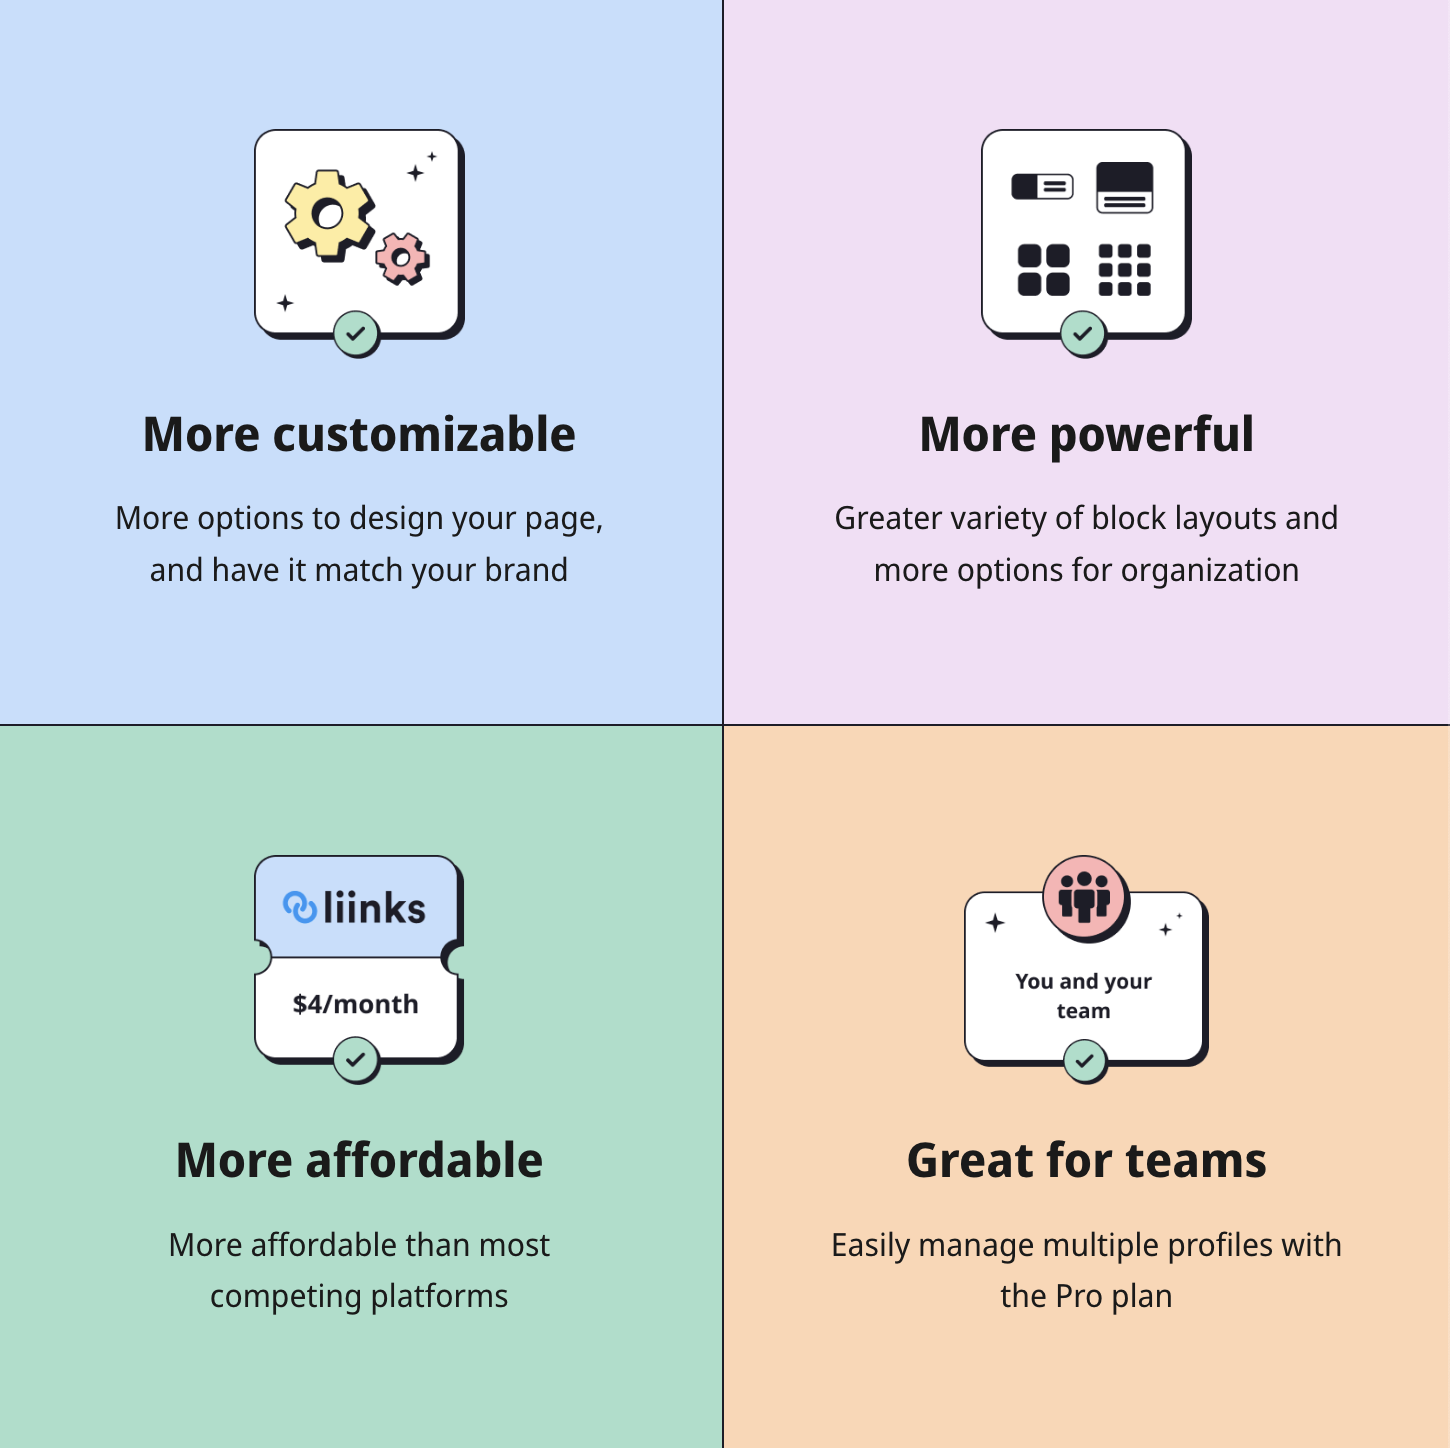 More customizable
More options to design your page,
and have it match your brand
More powerful
Greater variety of block layouts and
more options for organization
liinks
$4/month
More affordable
More affordable than most
competing platforms
You and your
team
Great for teams
Easily manage multiple profiles with
the Pro plan